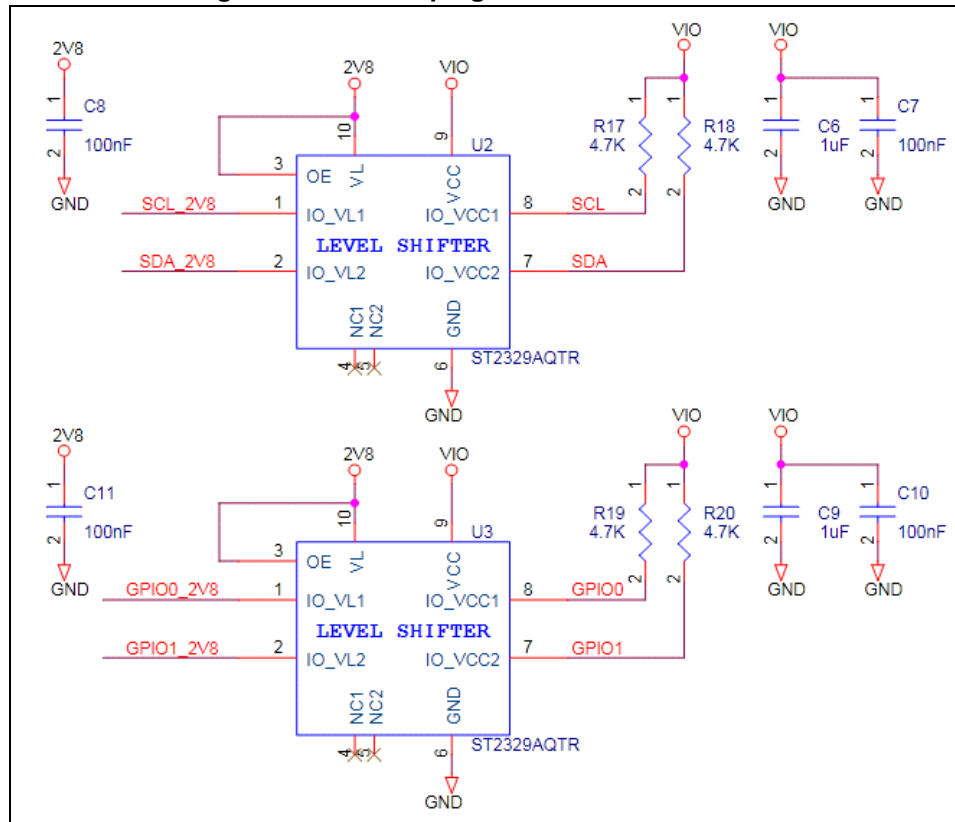 2V8
1
C8
2
100nF
GND
2V8
VIO
10
9
U2
3
OE
VL
VCC
SCL_2V8
1
IO_VL1
IO_VCC1
8
SCL
LEVEL SHIFTER
SDA_2V8
2
IO_VL2
IO_VCC2
7
SDA
NC1
NC2
GND
4
5
6
ST2329AQTR
GND
VIO
1
1
R17
4.7K
R18
4.7K
2
2
VIO
1
1
C6
1uF
C7
100nF
2
2
GND
GND
2V8
1
C11
2
100nF
GND
2V8
VIO
10
9
U3
3
OE
VL
VCC
GPIO0_2V8
1
IO_VL1
IO_VCC1
8
GPIO0
LEVEL SHIFTER
GPIO1_2V8
2
IO_VL2
IO_VCC2
7
GPIO1
NC1
NC2
GND
4
5
6
ST2329AQTR
GND
VIO
1
1
R19
4.7K
R20
4.7K
2
2
VIO
1
1
C9
1uF
C10
100nF
2
2
GND
GND